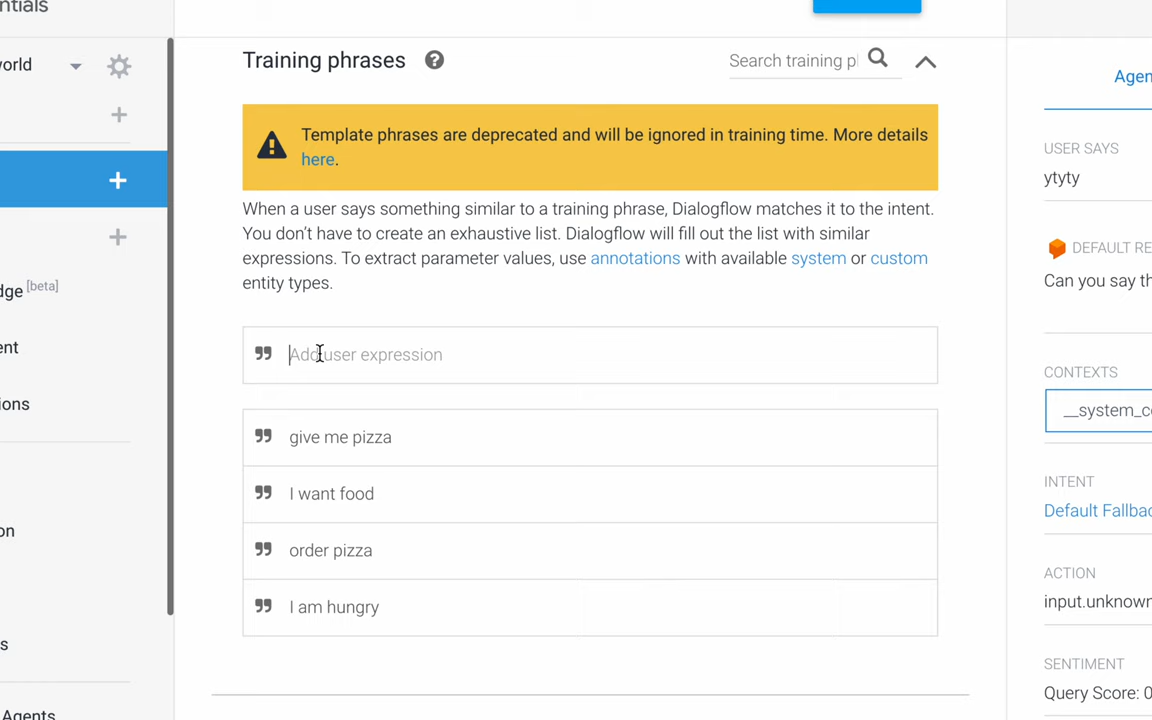 ntials
orld
dge [beta]
ent
ions
on
s
Agents
Training phrases
Search training p
Template phrases are deprecated and will be ignored in training time. More details
here.
When a user says something similar to a training phrase, Dialogflow matches it to the intent.
You don't have to create an exhaustive list. Dialogflow will fill out the list with similar
expressions. To extract parameter values, use annotations with available system or custom
entity types.
Add user expression
give me pizza
I want food
order pizza
I am hungry
Agen
USER SAYS
ytyty
DEFAULT RE
Can you say th
CONTEXTS
__system_c
INTENT
Default Fallbac
ACTION
input.unknown
SENTIMENT
Query Score: 0